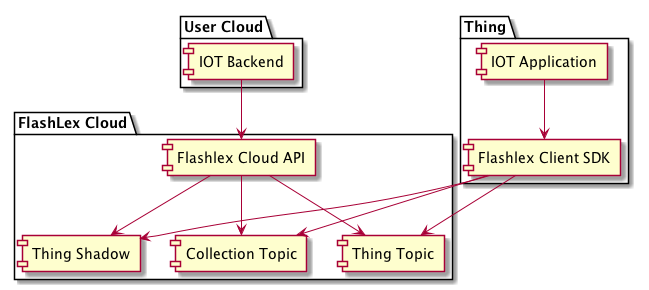 User Cloud
Thing
IOT Backend
IOT Application
FlashLex Cloud
Flashlex Cloud API
Flashlex Client SDK
Thing Shadow
Collection Topic
Thing Topic